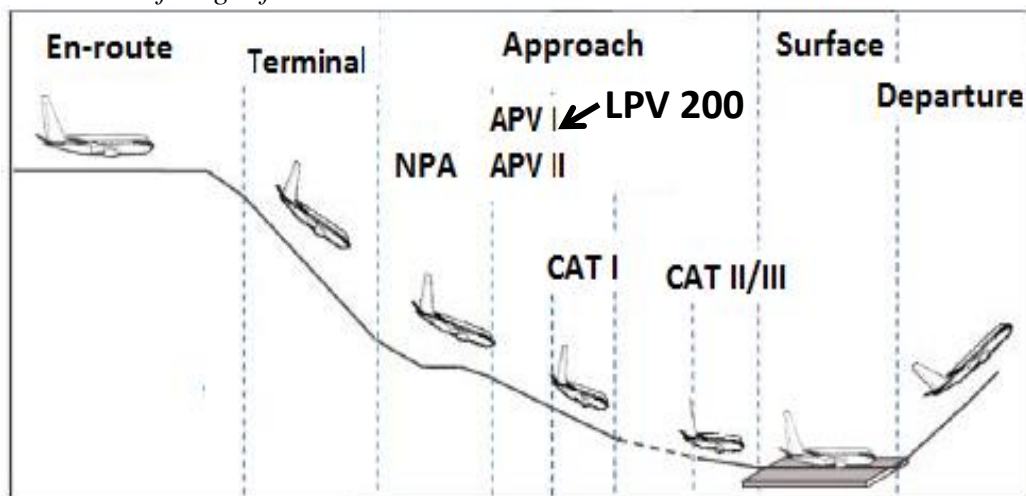 En-route
Terminal
Approach
Surface
Departure
APV I
LPV 200
NPA
APV II
CAT I
CAT II/III